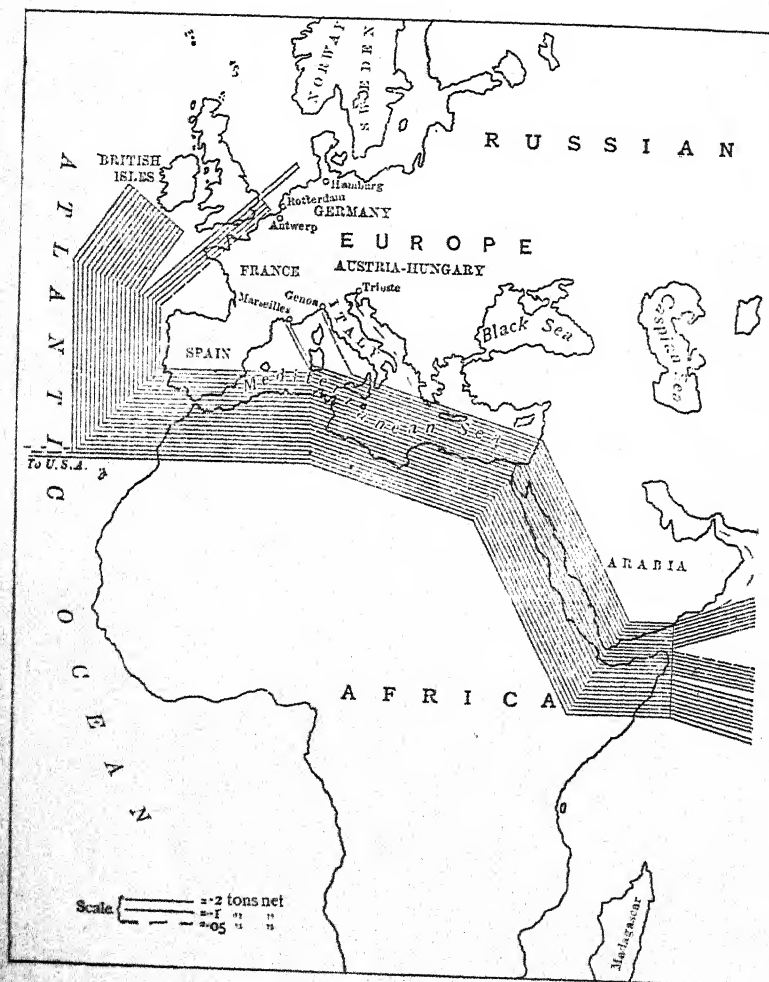 NORWAY
SWEDEN
RUSSIAN
BRITISH
ISLES
ATLANTIC OCEAN
Hamburg
Rotterdam
GERMANY
Antwerp
EUROPE
FRANCE
AUSTRIA-HUNGARY
Marseilles
Genoa
Trieste
ITALY
Black Sea
Caspian Sea
SPAIN
Mediterranean Sea
To U.S.A.
ARABIA
AFRICA
Madagascar
Scale
=·2 tons net
=·1 " "
=·05 " "